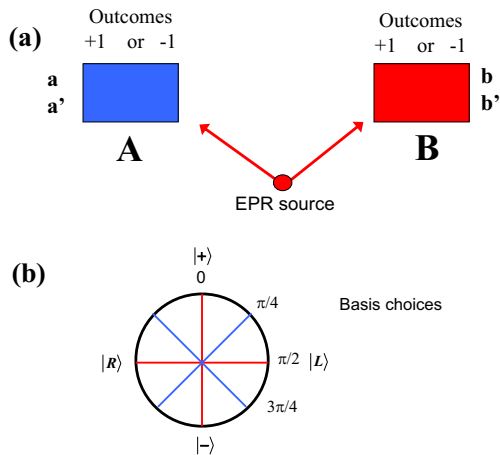 (a)
Outcomes
+1 or -1
a
a’
A
Outcomes
+1 or -1
b
b’
B
EPR source
(b)
|+⟩
0
π/4
Basis choices
|R⟩
π/2 |L⟩
3π/4
|−⟩